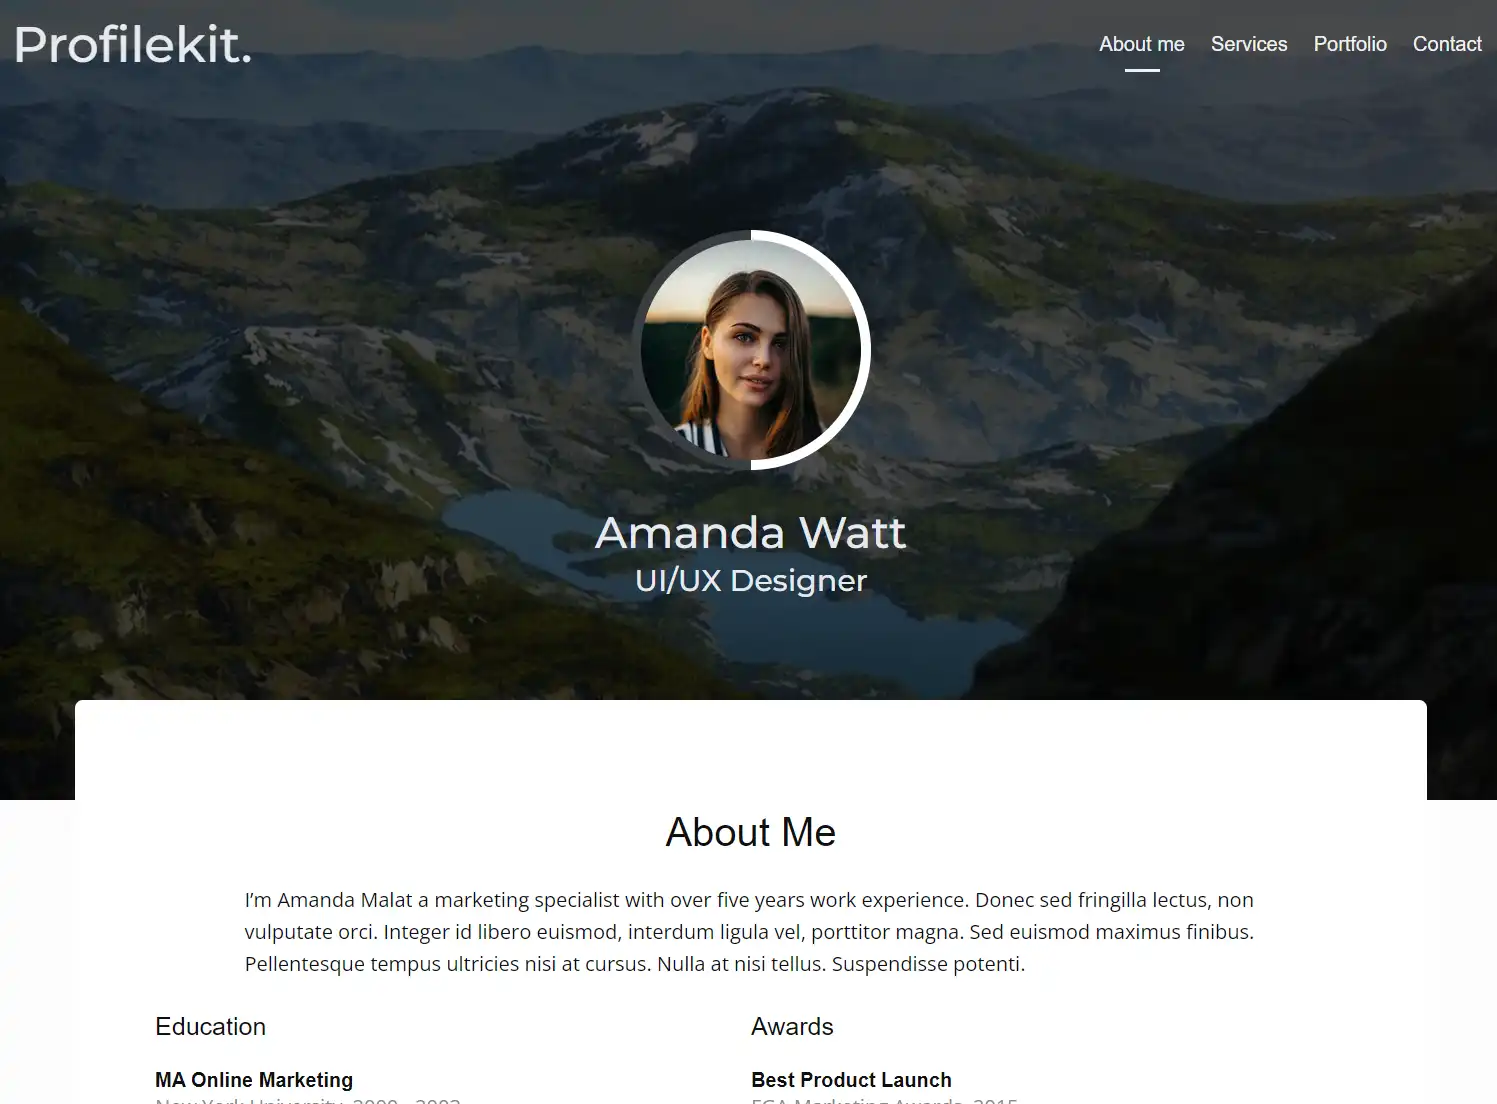 Profilekit.
About me Services Portfolio Contact
Amanda Watt
UI/UX Designer
About Me
I’m Amanda Malat a marketing specialist with over five years work experience. Donec sed fringilla lectus, non
vulputate orci. Integer id libero euismod, interdum ligula vel, porttitor magna. Sed euismod maximus finibus.
Pellentesque tempus ultricies nisi at cursus. Nulla at nisi tellus. Suspendisse potenti.
Education
MA Online Marketing
Awards
Best Product Launch